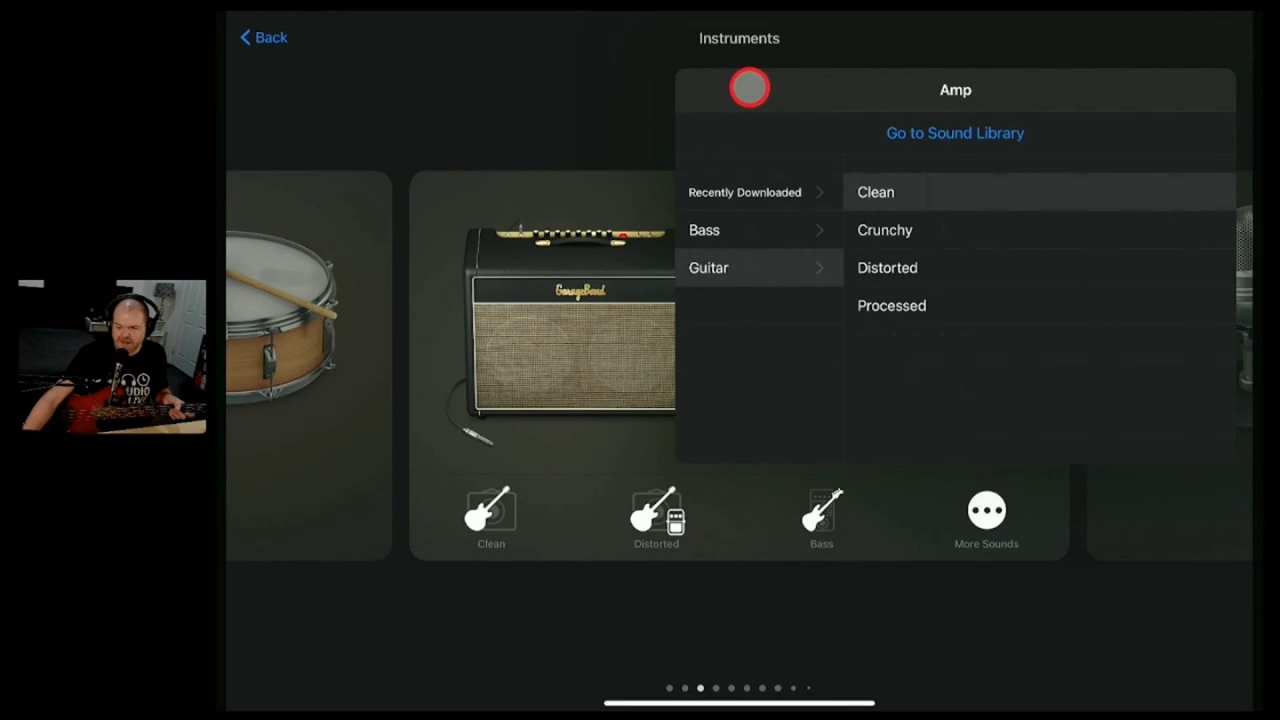 Back
Instruments
Amp
Go to Sound Library
Recently Downloaded
Clean
Bass
Crunchy
Guitar
Distorted
Processed
GarageBand
Clean
Distorted
Bass
More Sounds